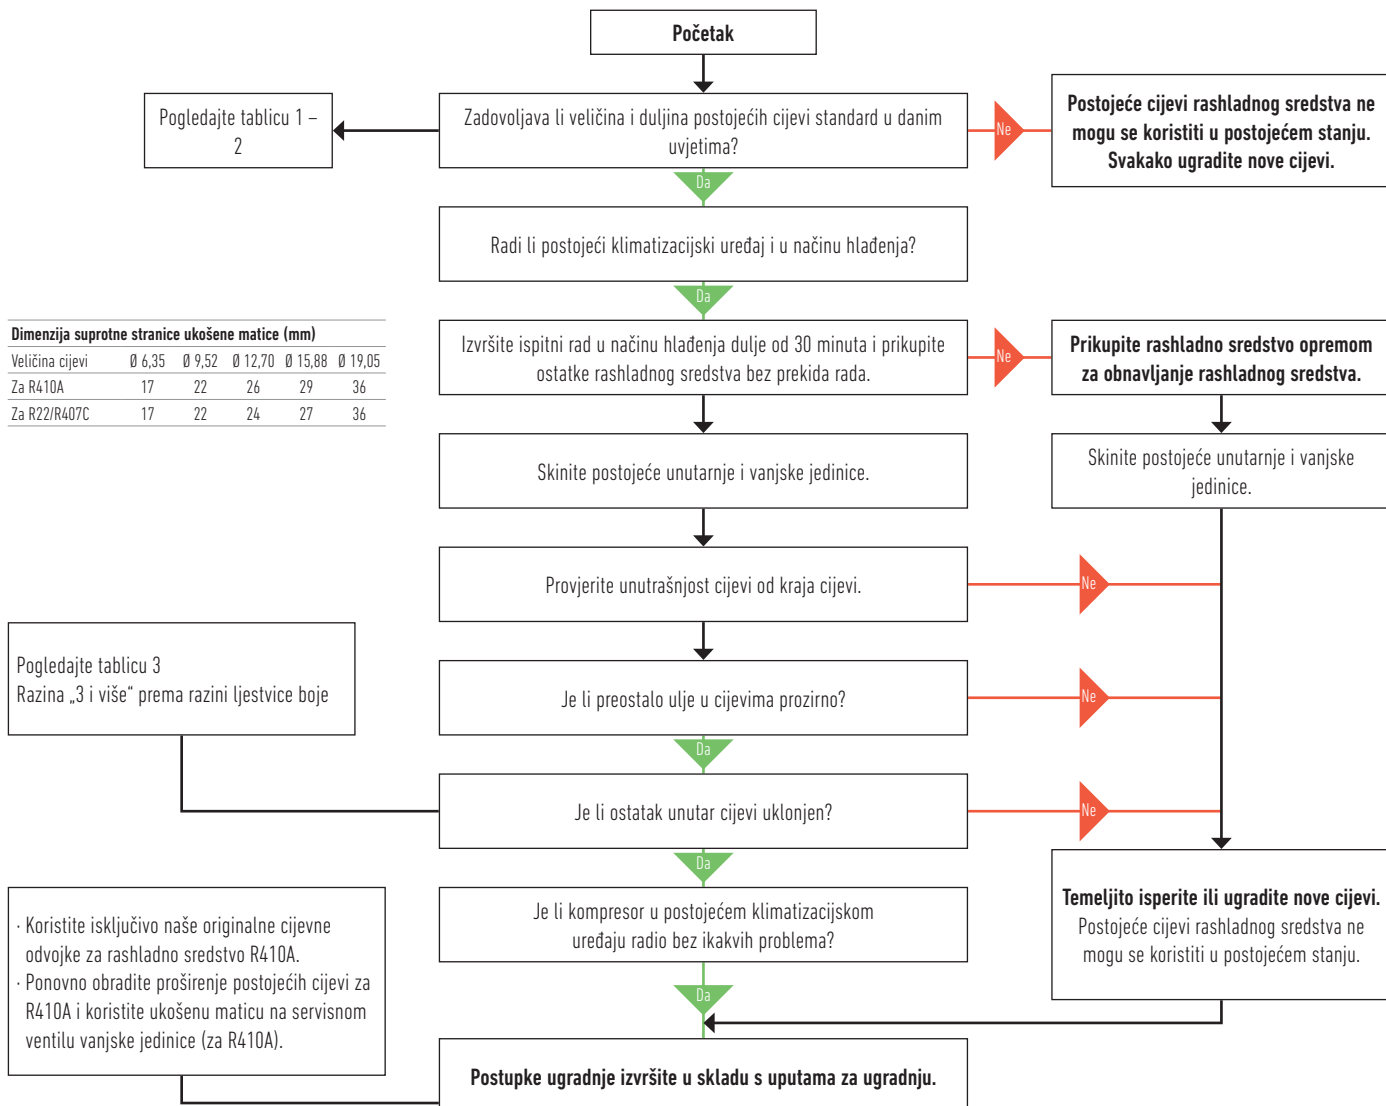 Početak
Pogledajte tablicu 1 –
2
Zadovoljava li veličina i duljina postojećih cijevi standard u danim
uvjetima?
Ne
Postojeće cijevi rashladnog sredstva ne
mogu se koristiti u postojećem stanju.
Svakako ugradite nove cijevi.
Da
Radi li postojeći klimatizacijski uređaj i u načinu hlađenja?
Da
Dimenzija suprotne stranice ukošene matice (mm)
Veličina cijevi Ø 6,35 Ø 9,52 Ø 12,70 Ø 15,88 Ø 19,05
Za R410A 17 22 26 29 36
Za R22/R407C 17 22 24 27 36
Izvršite ispitni rad u načinu hlađenja dulje od 30 minuta i prikupite
ostatke rashladnog sredstva bez prekida rada.
Ne
Prikupite rashladno sredstvo opremom
za obnavljanje rashladnog sredstva.
Skinite postojeće unutarnje i vanjske jedinice.
Skinite postojeće unutarnje i vanjske
jedinice.
Provjerite unutrašnjost cijevi od kraja cijevi.
Ne
Pogledajte tablicu 3
Razina „3 i više“ prema razini ljestvice boje
Je li preostalo ulje u cijevima prozirno?
Ne
Da
Je li ostatak unutar cijevi uklonjen?
Ne
Da
Je li kompresor u postojećem klimatizacijskom
uređaju radio bez ikakvih problema?
Temeljito isperite ili ugradite nove cijevi.
Postojeće cijevi rashladnog sredstva ne
mogu se koristiti u postojećem stanju.
· Koristite isključivo naše originalne cijevne
odvojke za rashladno sredstvo R410A.
· Ponovno obradite proširenje postojećih cijevi za
R410A i koristite ukošenu maticu na servisnom
ventilu vanjske jedinice (za R410A).
Da
Postupke ugradnje izvršite u skladu s uputama za ugradnju.